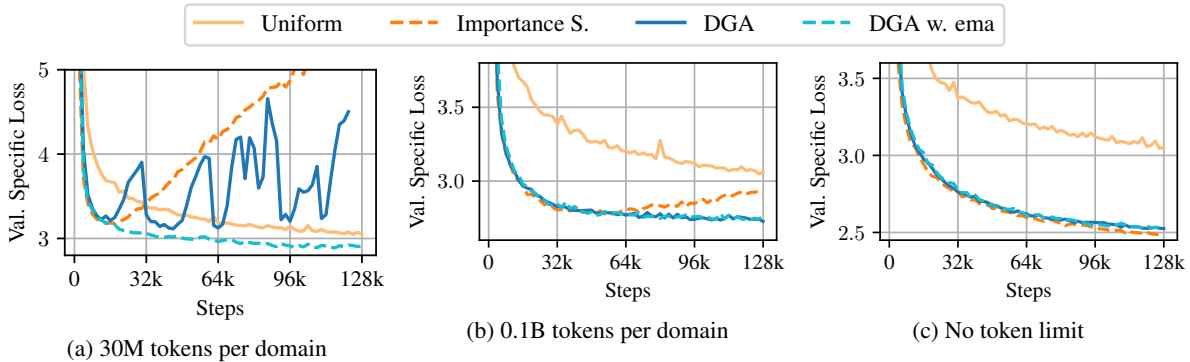 Uniform Importance S. DGA DGA w. ema
Val. Specific Loss
5
4
3
0 32k 64k 96k 128k
Steps
(a) 30M tokens per domain
Val. Specific Loss
3.5
3.0
0 32k 64k 96k 128k
Steps
(b) 0.1B tokens per domain
Val. Specific Loss
3.5
3.0
2.5
0 32k 64k 96k 128k
Steps
(c) No token limit